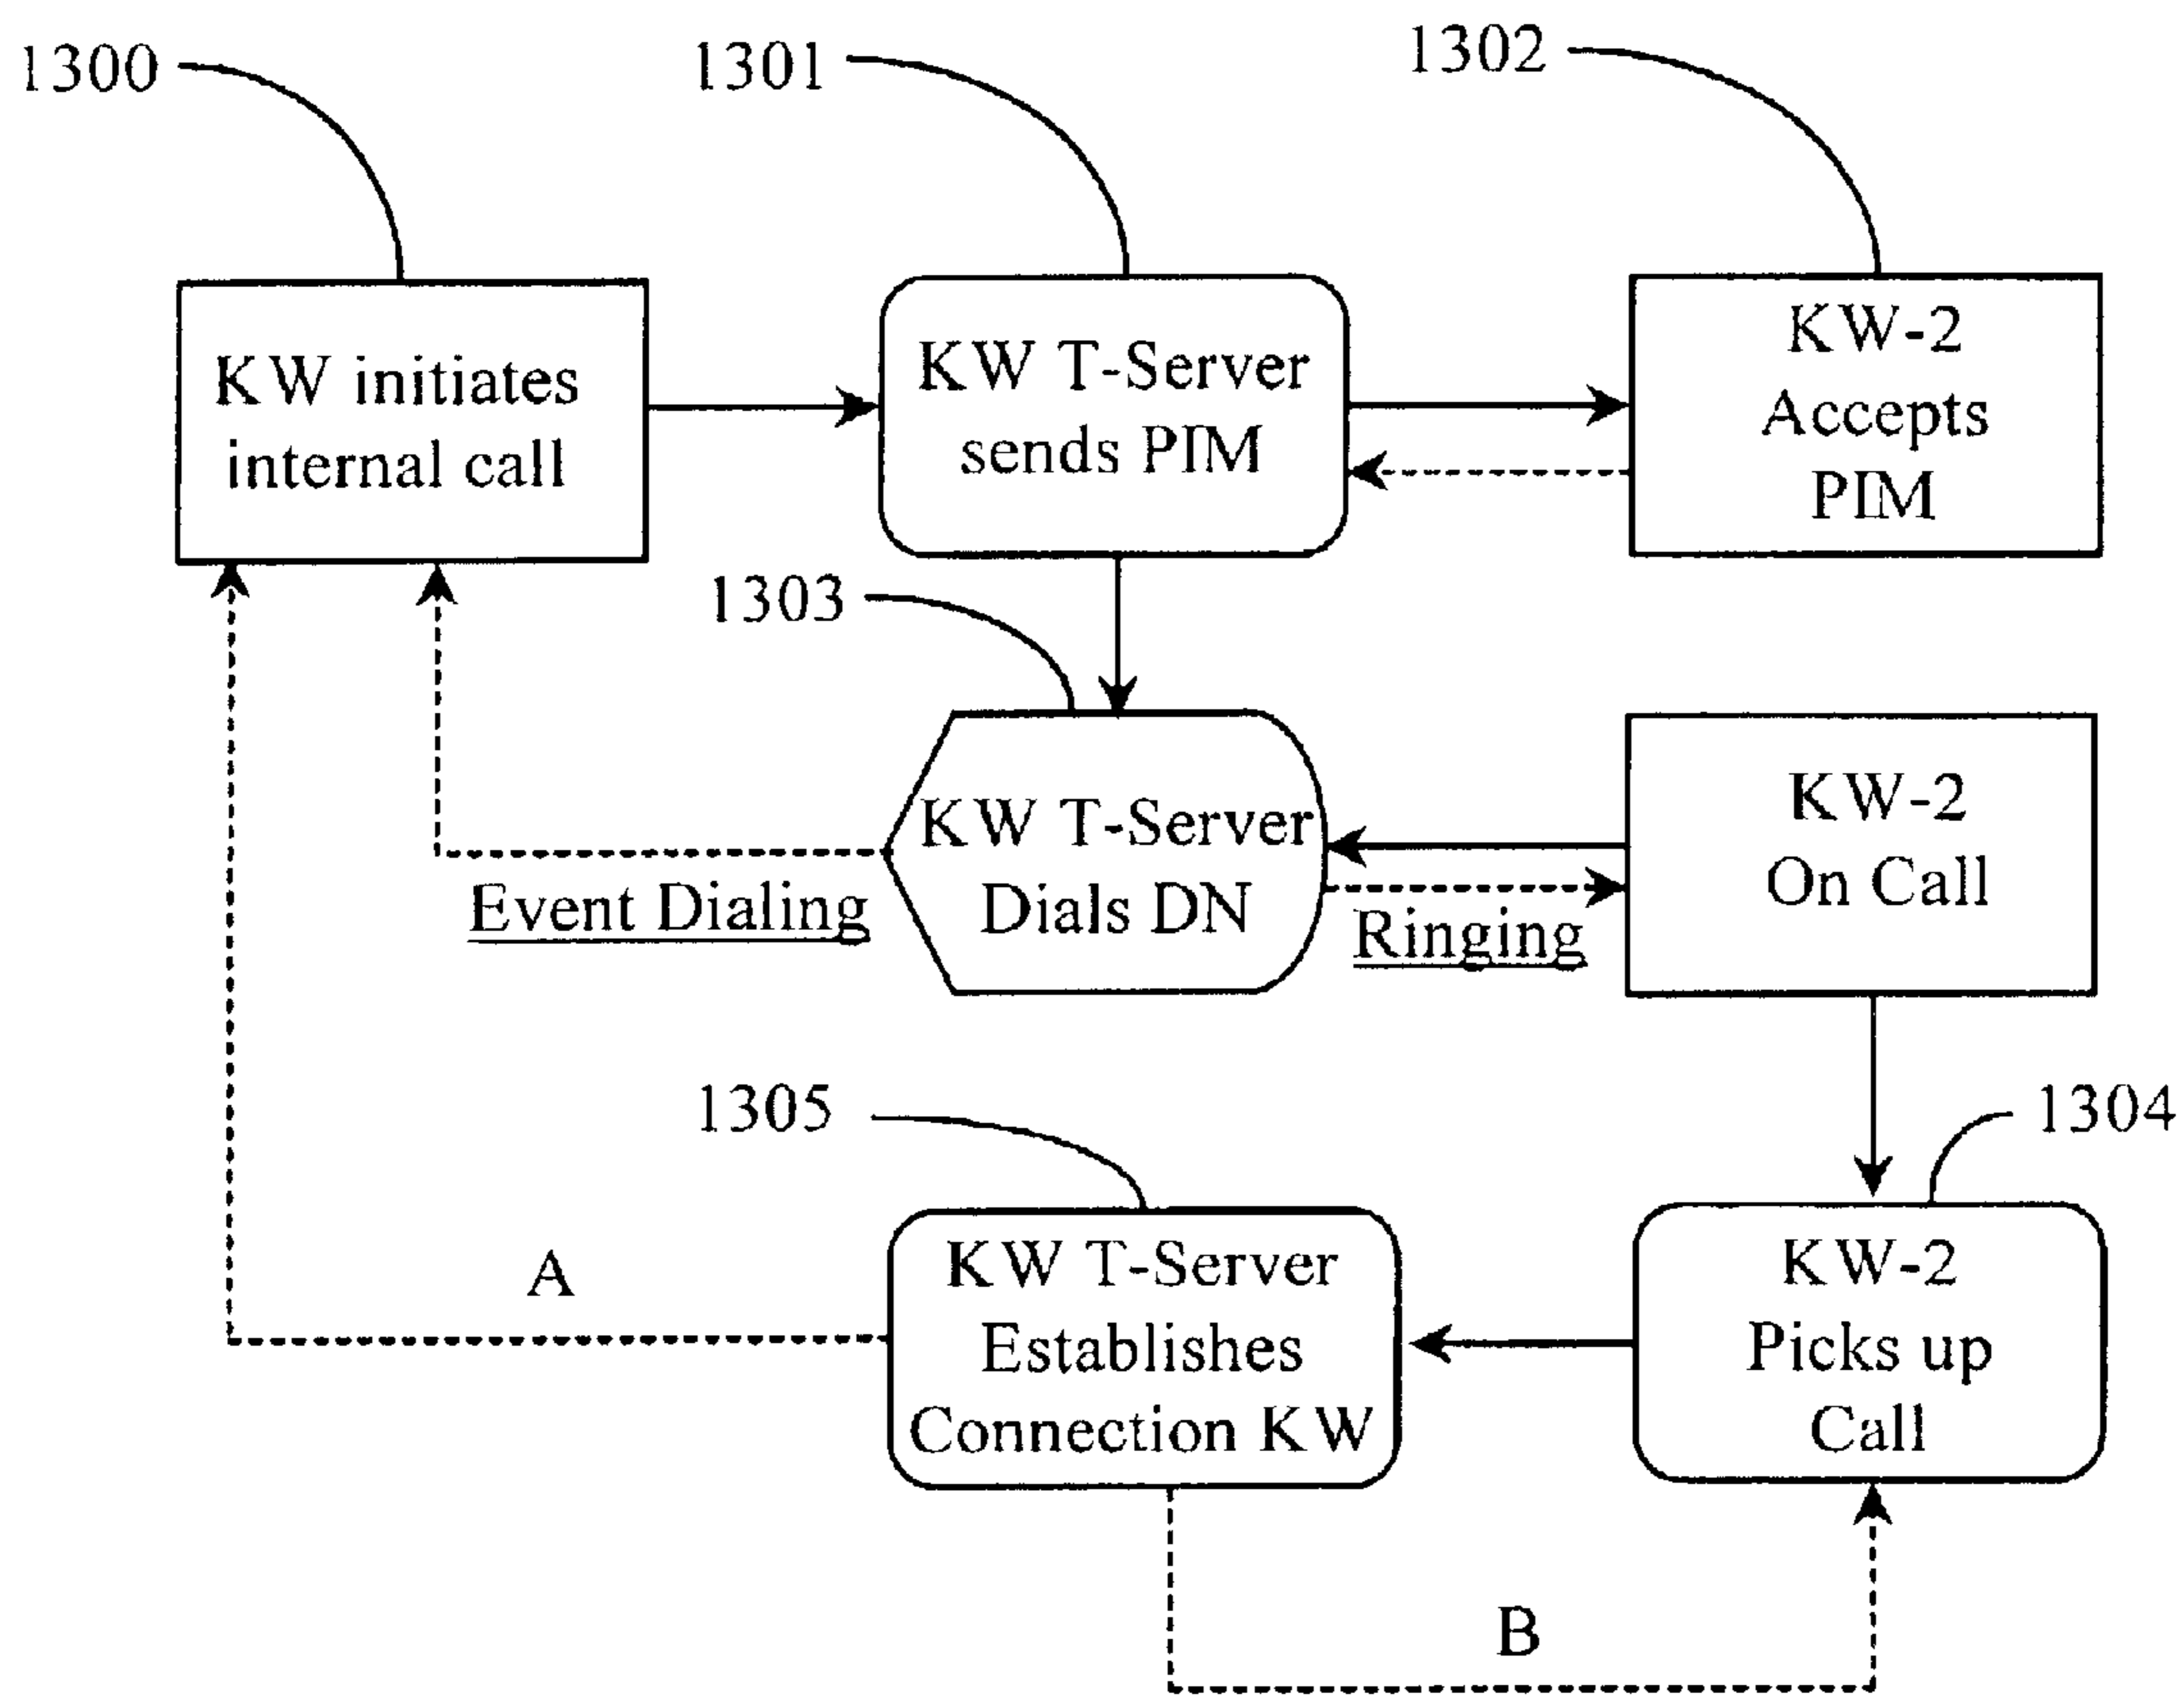 1300
1301
1302
KW initiates
internal call
KW T-Server
sends PIM
KW-2
Accepts
PIM
1303
KW T-Server
Dials DN
KW-2
On Call
Event Dialing
Ringing
1305
1304
A
KW T-Server
Establishes
Connection KW
KW-2
Picks up
Call
B